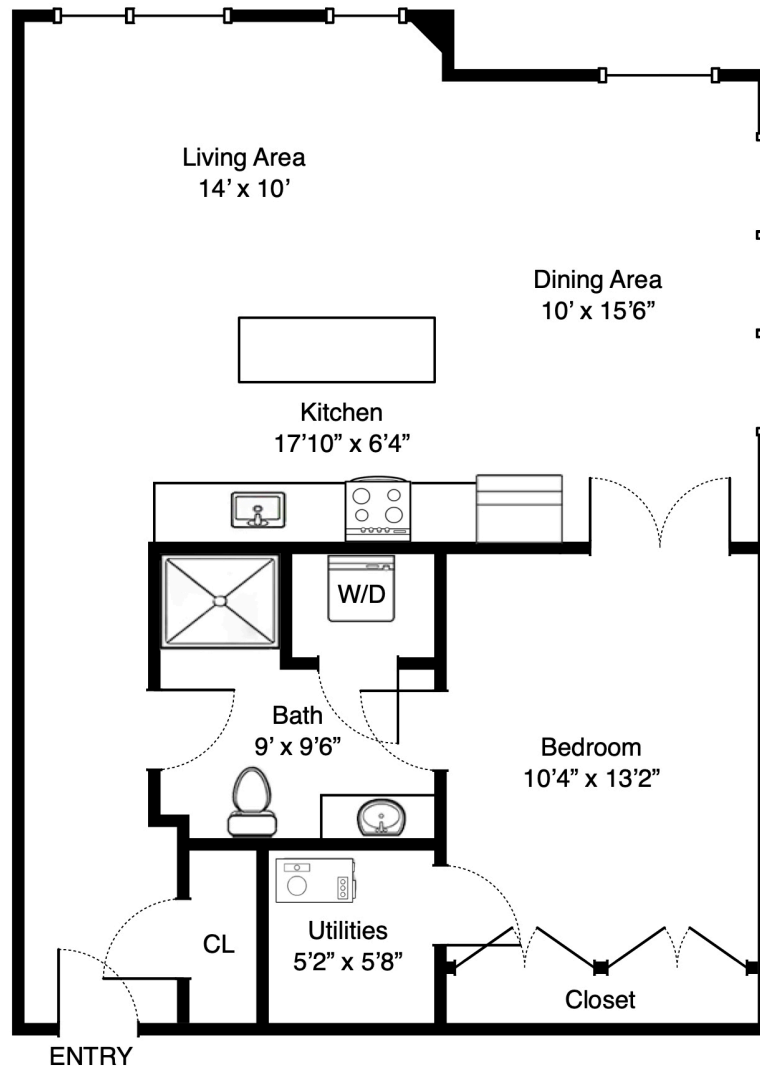 Living Area
14’ x 10’
Dining Area
10’ x 15’6”
Kitchen
17’10” x 6’4”
W/D
Bath
9’ x 9’6”
Bedroom
10’4” x 13’2”
CL
Utilities
5’2” x 5’8”
Closet
ENTRY